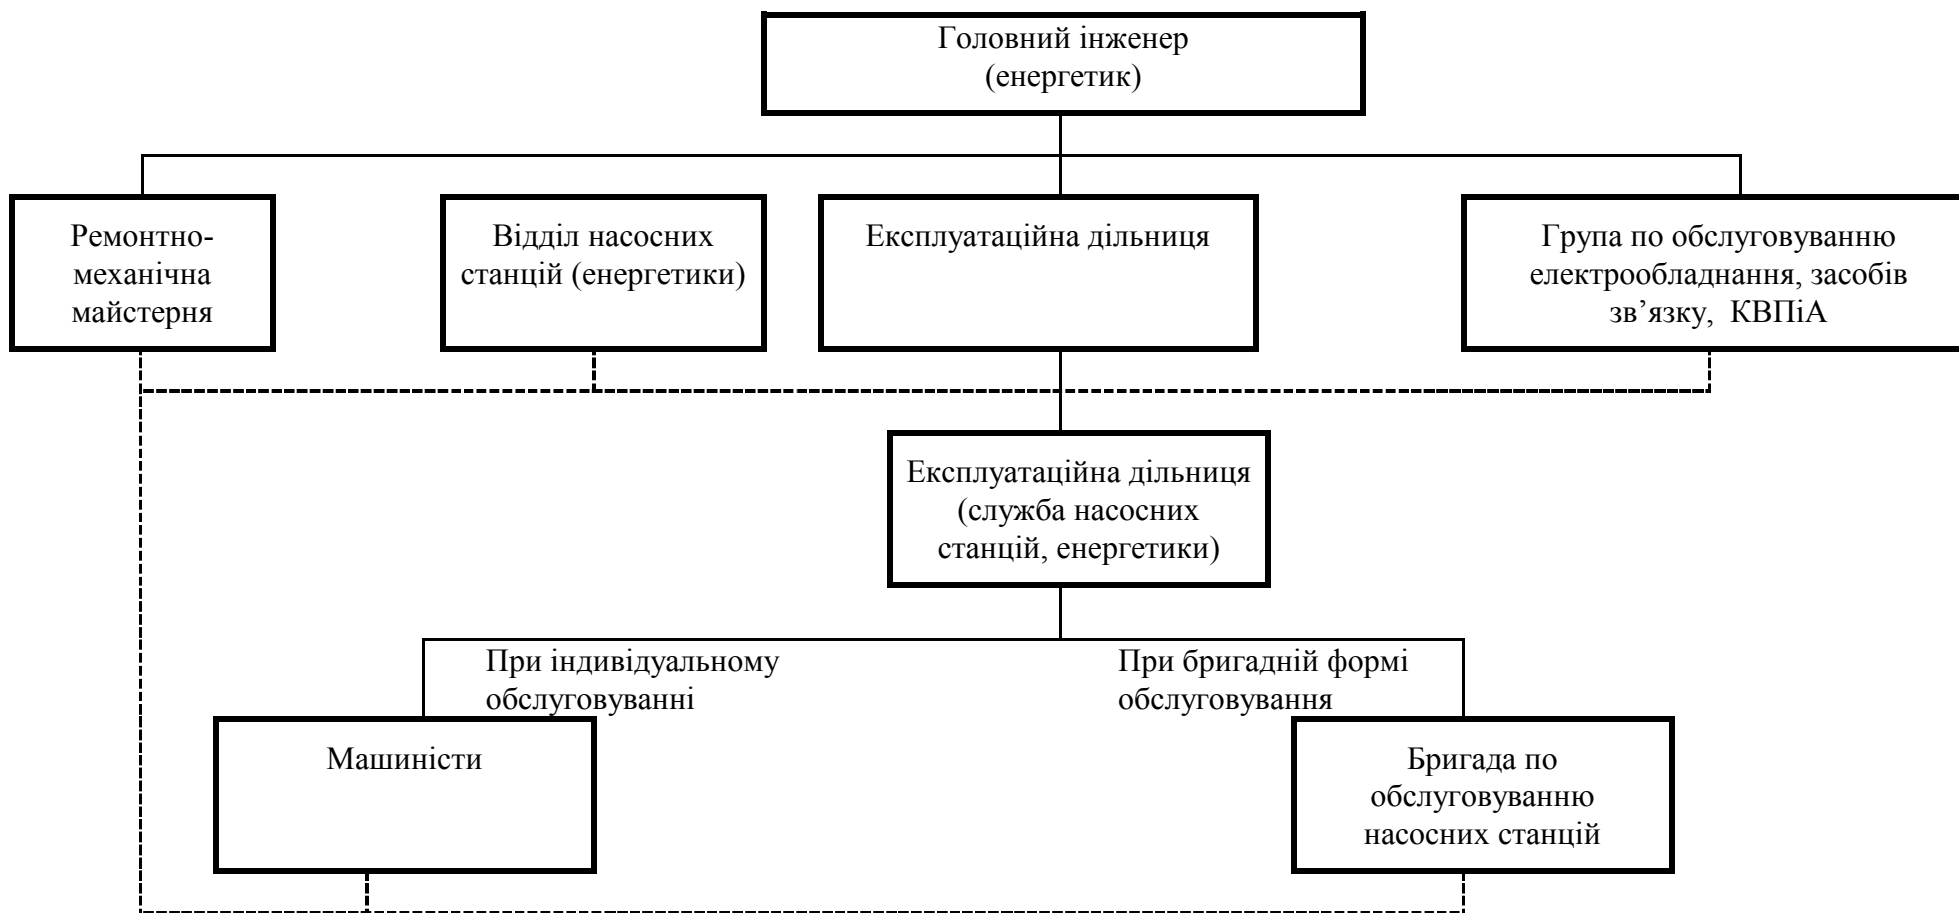 Головний інженер
(енергетик)
Ремонтно-
механічна
майстерня
Відділ насосних
станцій (енергетики)
Експлуатаційна дільниця
Група по обслуговуванню
електрообладнання, засобів
зв’язку,  КВПіА
Експлуатаційна дільниця
(служба насосних
станцій, енергетики)
При індивідуальному
обслуговуванні
При бригадній формі
обслуговування
Машиністи
Бригада по
обслуговуванню
насосних станцій